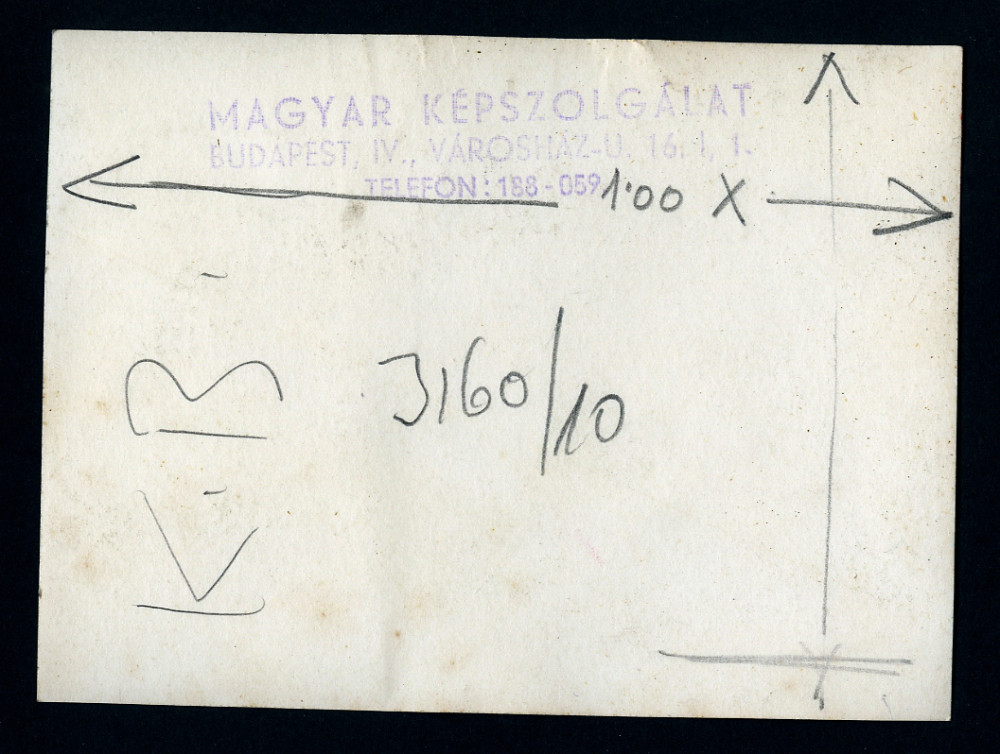 MAGYAR KÉPSZOLGÁLAT
BUDAPEST, IV., VÁROSHÁZ-U. 16. I, 1.
TELEFON: 188-059
1·00 X
3160/10
K.B.